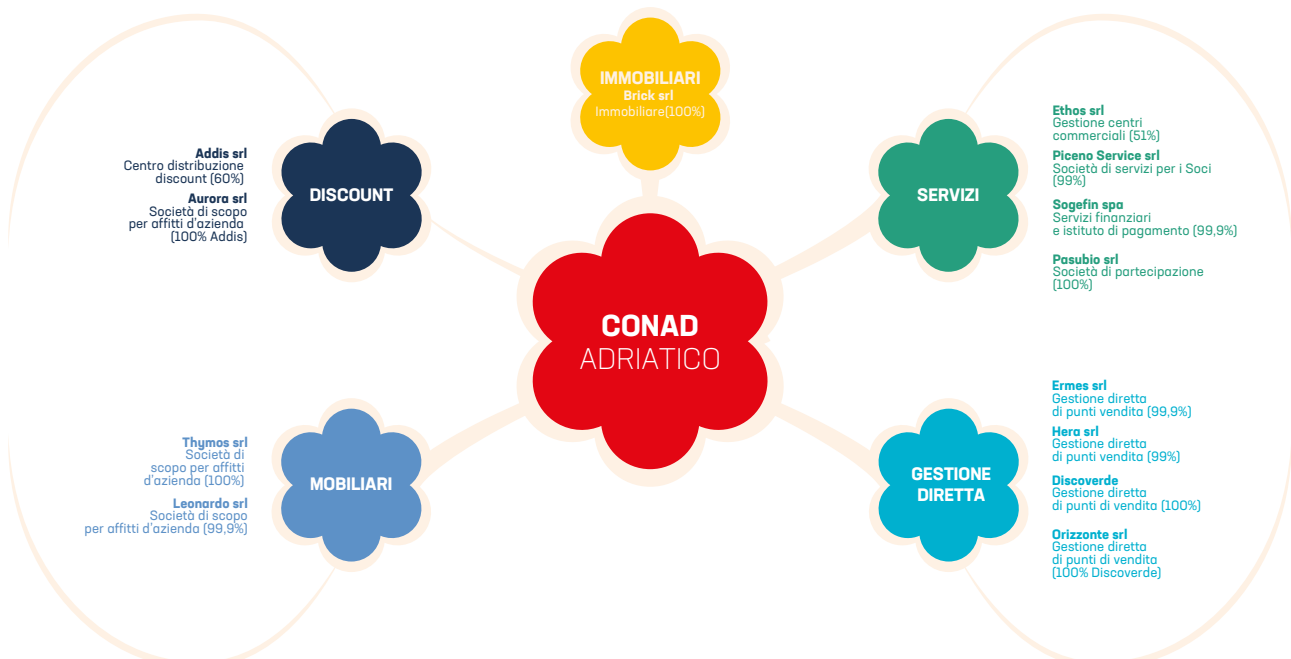 IMMOBILIARI
Brick srl
Immobiliare(100%)
Addis srl
Centro distribuzione
discount (60%)
Aurora srl
Società di scopo
per affitti d'azienda
(100% Addis)
DISCOUNT
SERVIZI
Ethos srl
Gestione centri
commerciali (51%)
Piceno Service srl
Società di servizi per i Soci
(99%)
Sogefin spa
Servizi finanziari
e istituto di pagamento (99,9%)
Pasubio srl
Società di partecipazione
(100%)
CONAD
ADRIATICO
Thymos srl
Società di
scopo per affitti
d'azienda (100%)
Leonardo srl
Società di scopo
per affitti d'azienda (99,9%)
MOBILIARI
GESTIONE
DIRETTA
Ermes srl
Gestione diretta
di punti vendita (99,9%)
Hera srl
Gestione diretta
di punti vendita (99%)
Discoverde
Gestione diretta
di punti di vendita (100%)
Orizzonte srl
Gestione diretta
di punti di vendita
(100% Discoverde)